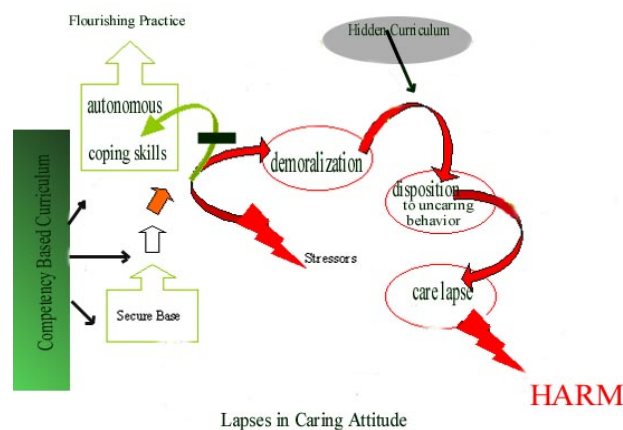 Flourishing Practice
Hidden Curriculum
autonomous
coping skills
demoralization
disposition
to uncaring
behavior
Competency Based Curriculum
Stressors
Secure Base
care lapse
HARM
Lapses in Caring Attitude